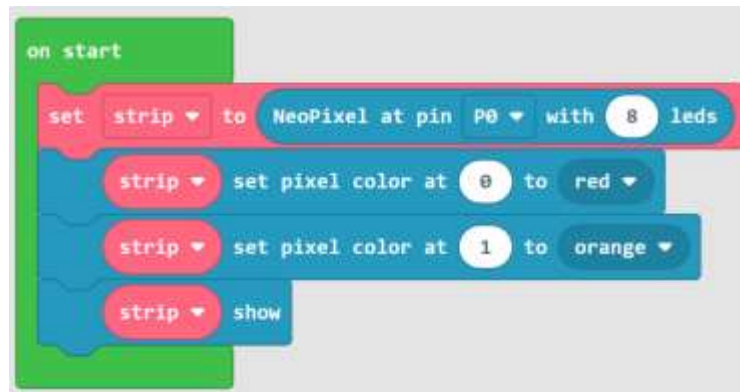 on start
set strip to NeoPixel at pin P0 with 8 leds
strip set pixel color at 0 to red
strip set pixel color at 1 to orange
strip show